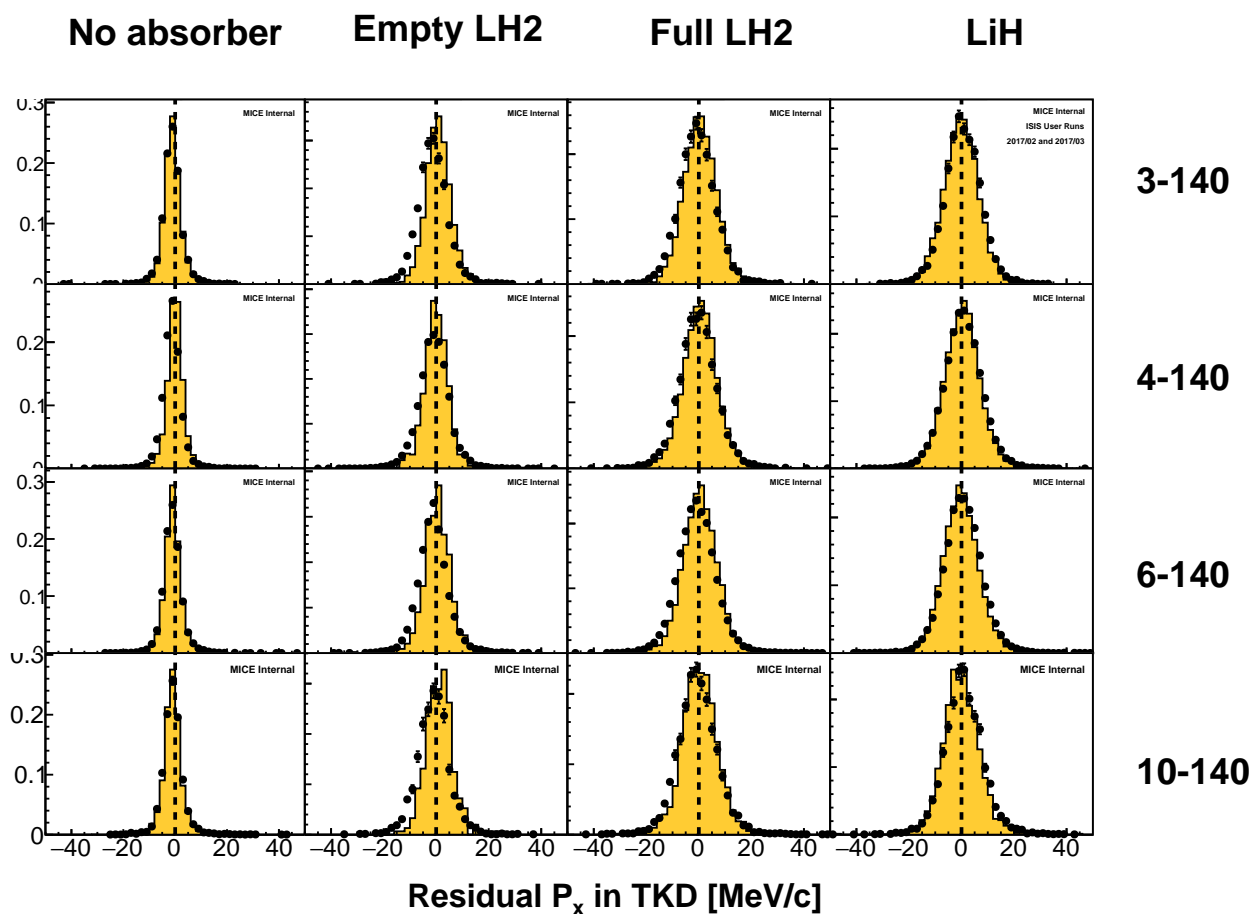 No absorber Empty LH2 Full LH2 LiH
0.3 MICE Internal MICE Internal MICE Internal MICE Internal
ISIS User Runs
2017/02 and 2017/03
0.2
3-140
0.1
0
MICE Internal MICE Internal MICE Internal MICE Internal
0.2
4-140
0.1
0
0.3 MICE Internal MICE Internal MICE Internal MICE Internal
0.2
6-140
0.1
0
0.3 MICE Internal MICE Internal MICE Internal MICE Internal
0.2
10-140
0.1
0
−40 −20 0 20 40 −40 −20 0 20 40 −40 −20 0 20 40 −40 −20 0 20 40
Residual Pₓ in TKD [MeV/c]